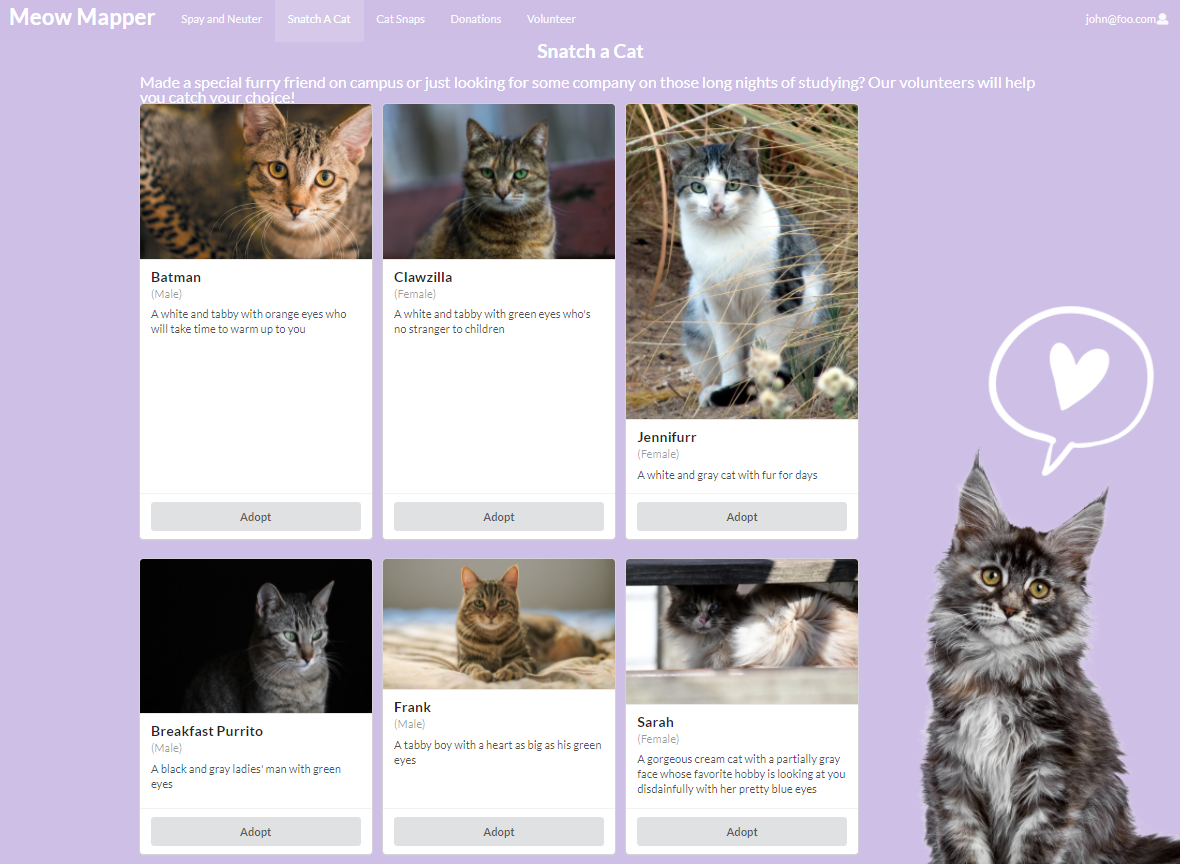 Meow Mapper
Spay and Neuter
Snatch A Cat
Cat Snaps
Donations
Volunteer
john@foo.com
Snatch a Cat
Made a special furry friend on campus or just looking for some company on those long nights of studying? Our volunteers will help
you catch your choice!
Batman
(Male)
A white and tabby with orange eyes who
will take time to warm up to you
Adopt
Clawzilla
(Female)
A white and tabby with green eyes who's
no stranger to children
Adopt
Jennifurr
(Female)
A white and gray cat with fur for days
Adopt
Breakfast Purrito
(Male)
A black and gray ladies' man with green
eyes
Adopt
Frank
(Male)
A tabby boy with a heart as big as his green
eyes
Adopt
Sarah
(Female)
A gorgeous cream cat with a partially gray
face whose favorite hobby is looking at you
disdainfully with her pretty blue eyes
Adopt